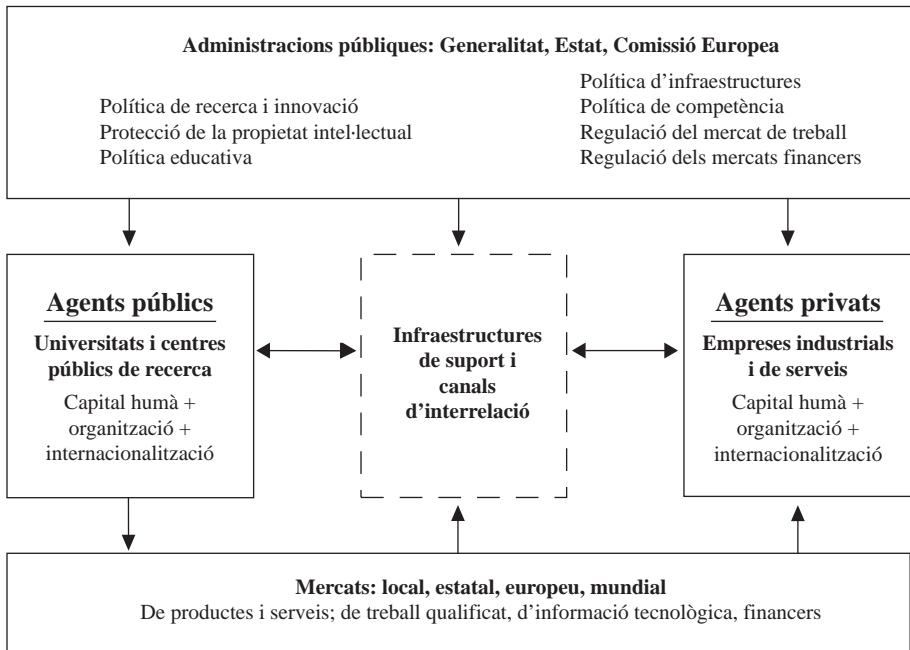 Administracions públiques: Generalitat, Estat, Comissió Europea
Política de recerca i innovació
Protecció de la propietat intel·lectual
Política educativa
Política d’infraestructures
Política de competència
Regulació del mercat de treball
Regulació dels mercats financers
Agents públics
Universitats i centres
públics de recerca
Capital humà +
organització +
internacionalització
Infraestructures
de suport i
canals
d’interrelació
Agents privats
Empreses industrials
i de serveis
Capital humà +
organització +
internacionalització
Mercats: local, estatal, europeu, mundial
De productes i serveis; de treball qualificat, d’informació tecnològica, financers